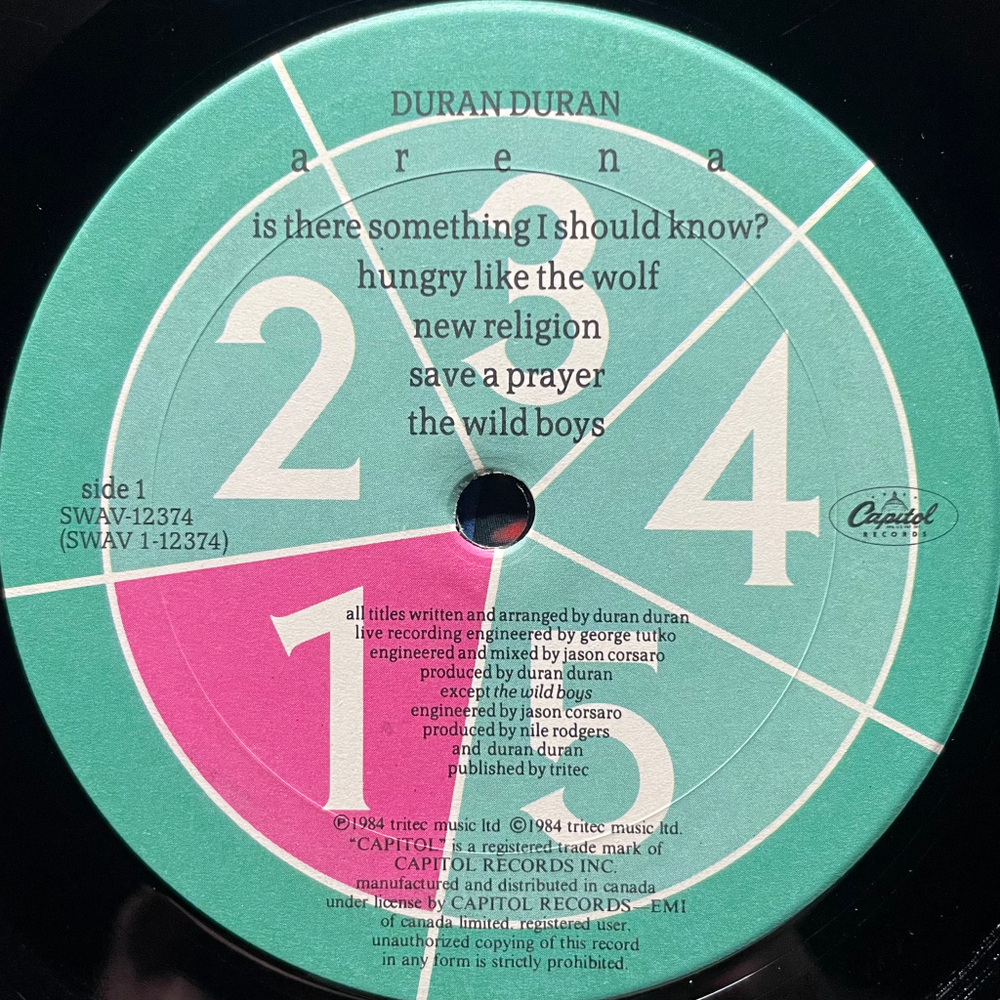 DURAN DURAN
a r e n a
is there something I should know?
hungry like the wolf
new religion
save a prayer
the wild boys
3
2
4
side 1
SWAV-12374
(SWAV 1-12374)
Capitol
RECORDS
1
5
all titles written and arranged by duran duran
live recording engineered by george tutko
engineered and mixed by jason corsaro
produced by duran duran
except the wild boys
engineered by jason corsaro
produced by nile rodgers
and duran duran
published by tritec
Ⓟ1984 tritec music ltd ©1984 tritec music ltd.
“CAPITOL” is a registered trade mark of
CAPITOL RECORDS INC.
manufactured and distributed in canada
under license by CAPITOL RECORDS—EMI
of canada limited. registered user.
unauthorized copying of this record
in any form is strictly prohibited.